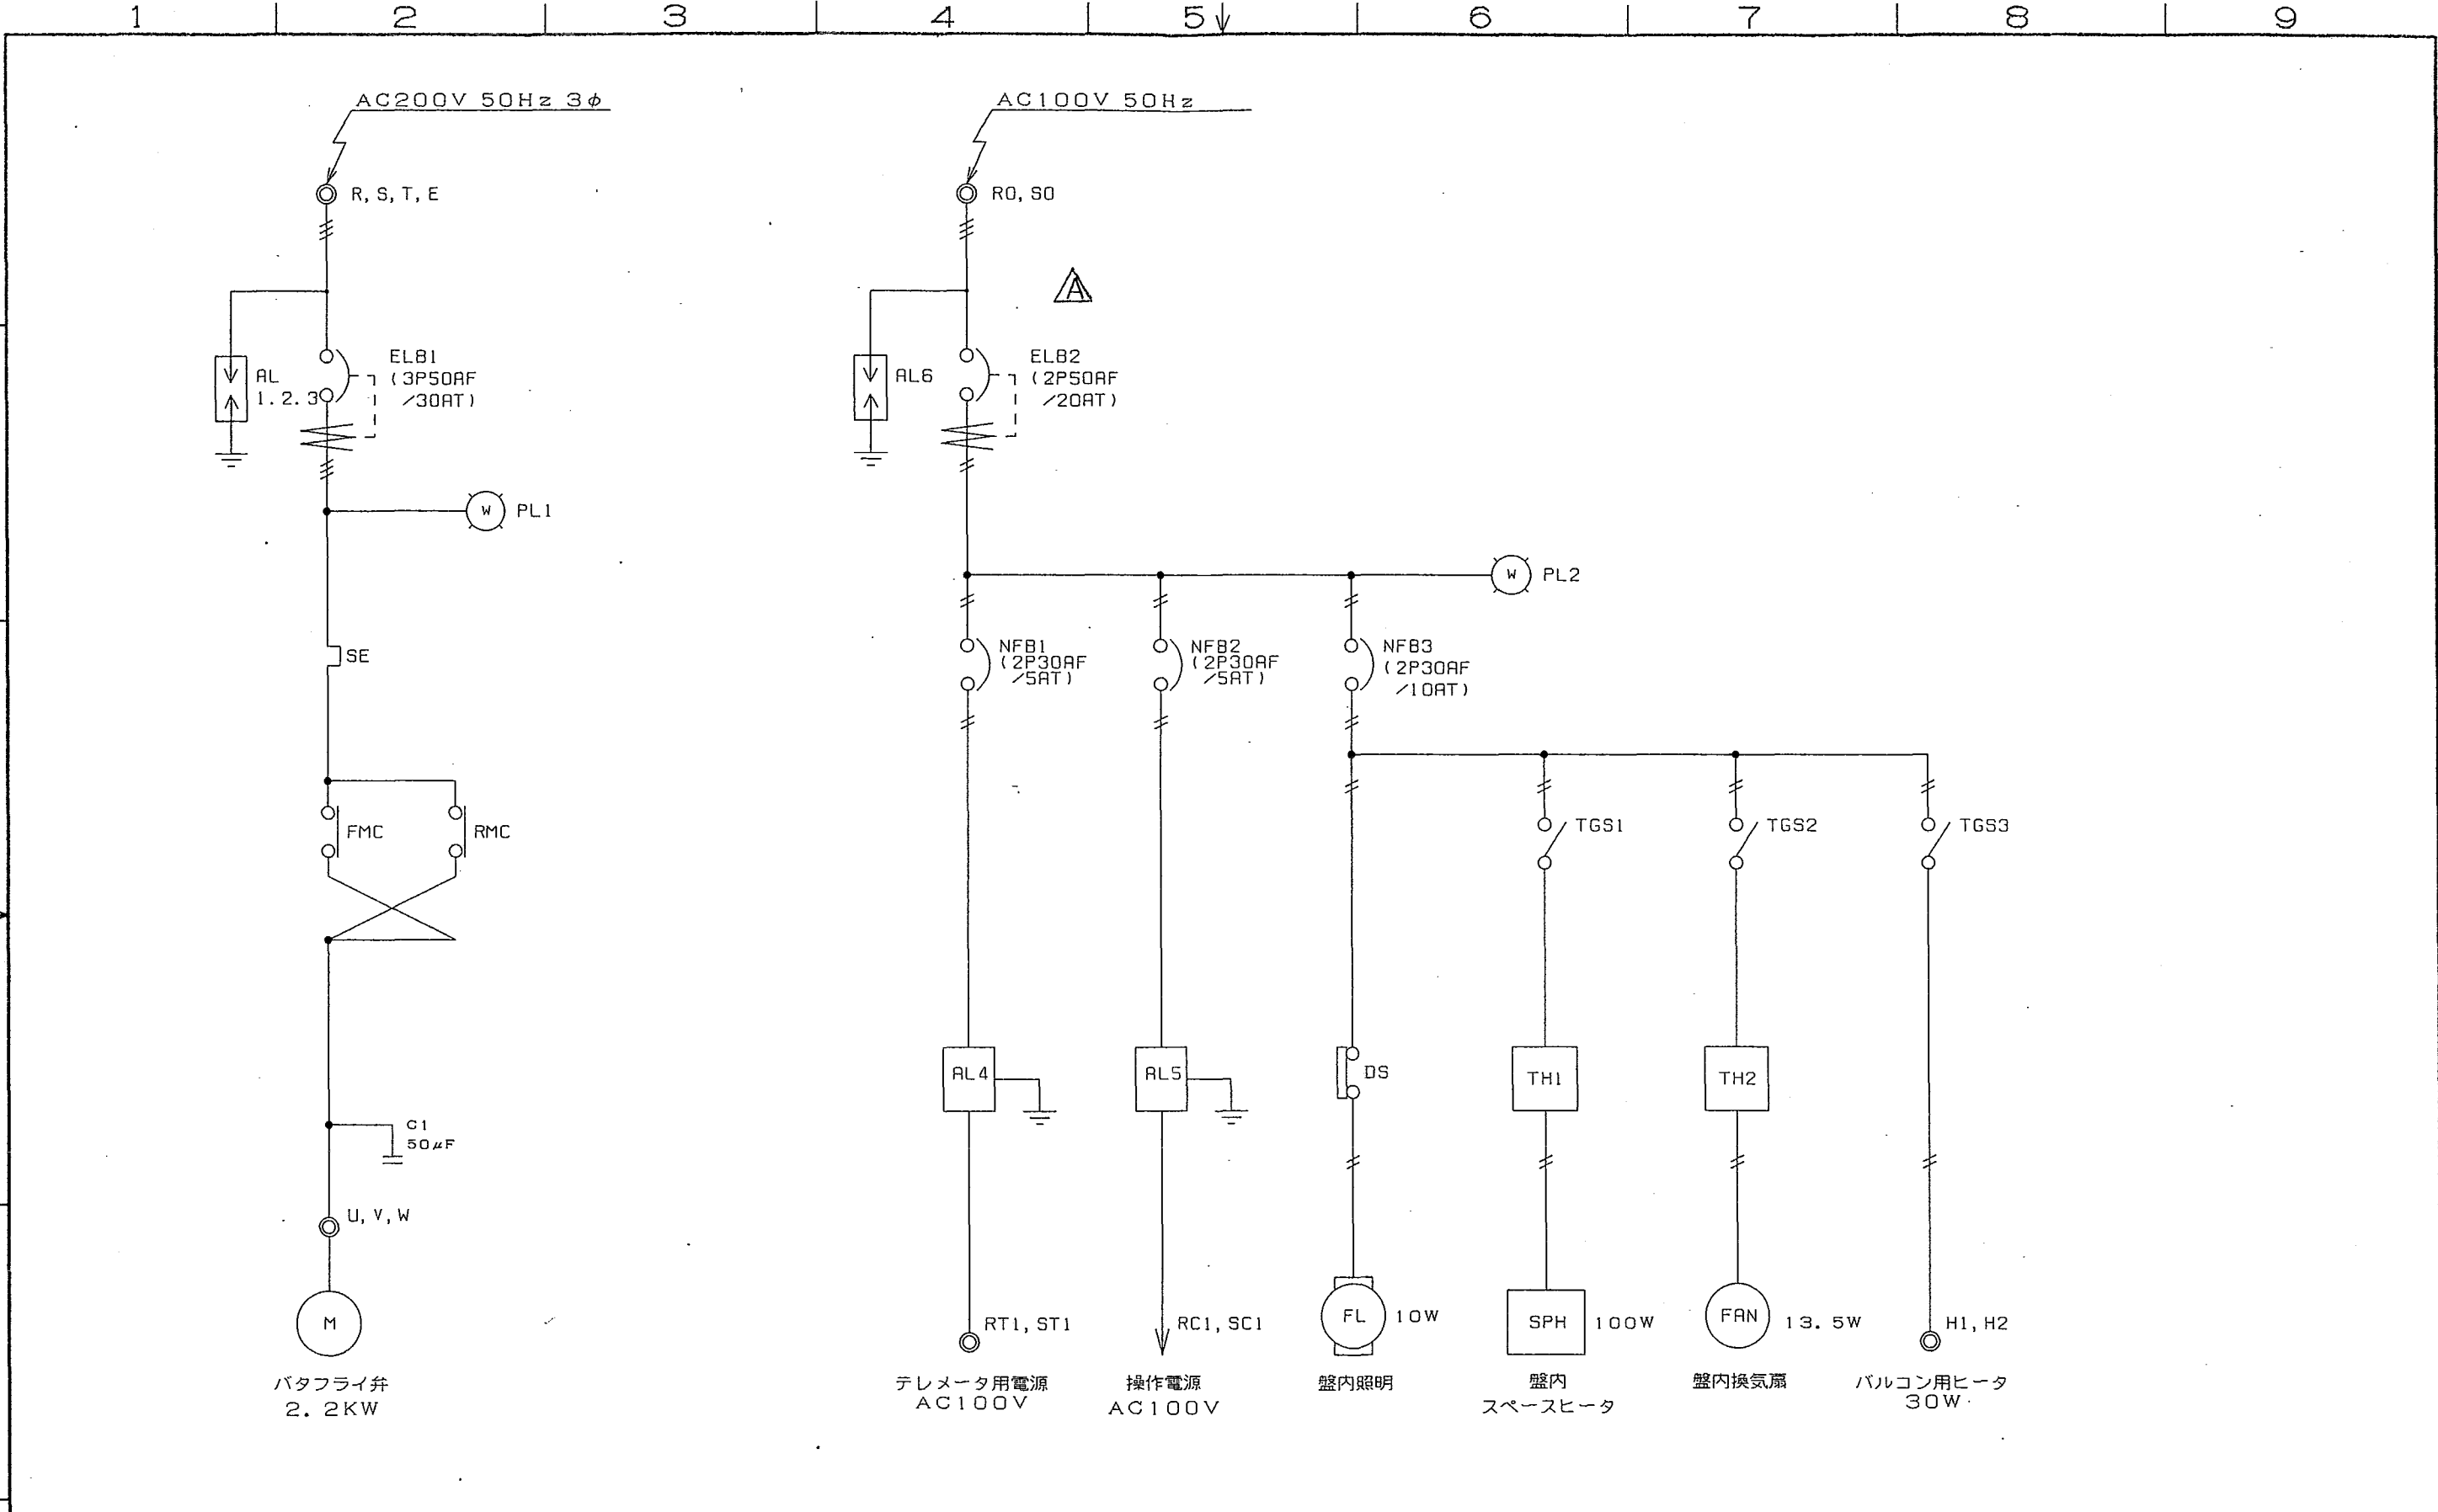 1 2 3 4 5 6 7 8 9
AC200V 50Hz 3φ
AC100V 50Hz
R, S, T, E
R0, S0
A
ELB1
(3P50AF
/30AT)
AL
1. 2. 3
ELB2
(2P50AF
/20AT)
AL6
W PL1
W PL2
SE
NFB1
(2P30AF
/5AT)
NFB2
(2P30AF
/5AT)
NFB3
(2P30AF
/10AT)
FMC RMC
TGS1 TGS2 TGS3
AL4 AL5 DS TH1 TH2
C1
50μF
U, V, W
M
RT1, ST1
RC1, SC1
FL 10W
SPH 100W
FAN 13. 5W
H1, H2
バタフライ弁
2. 2KW
テレメータ用電源
AC100V
操作電源
AC100V
盤内照明
盤内
スペースヒータ
盤内換気扇
バルコン用ヒータ
30W